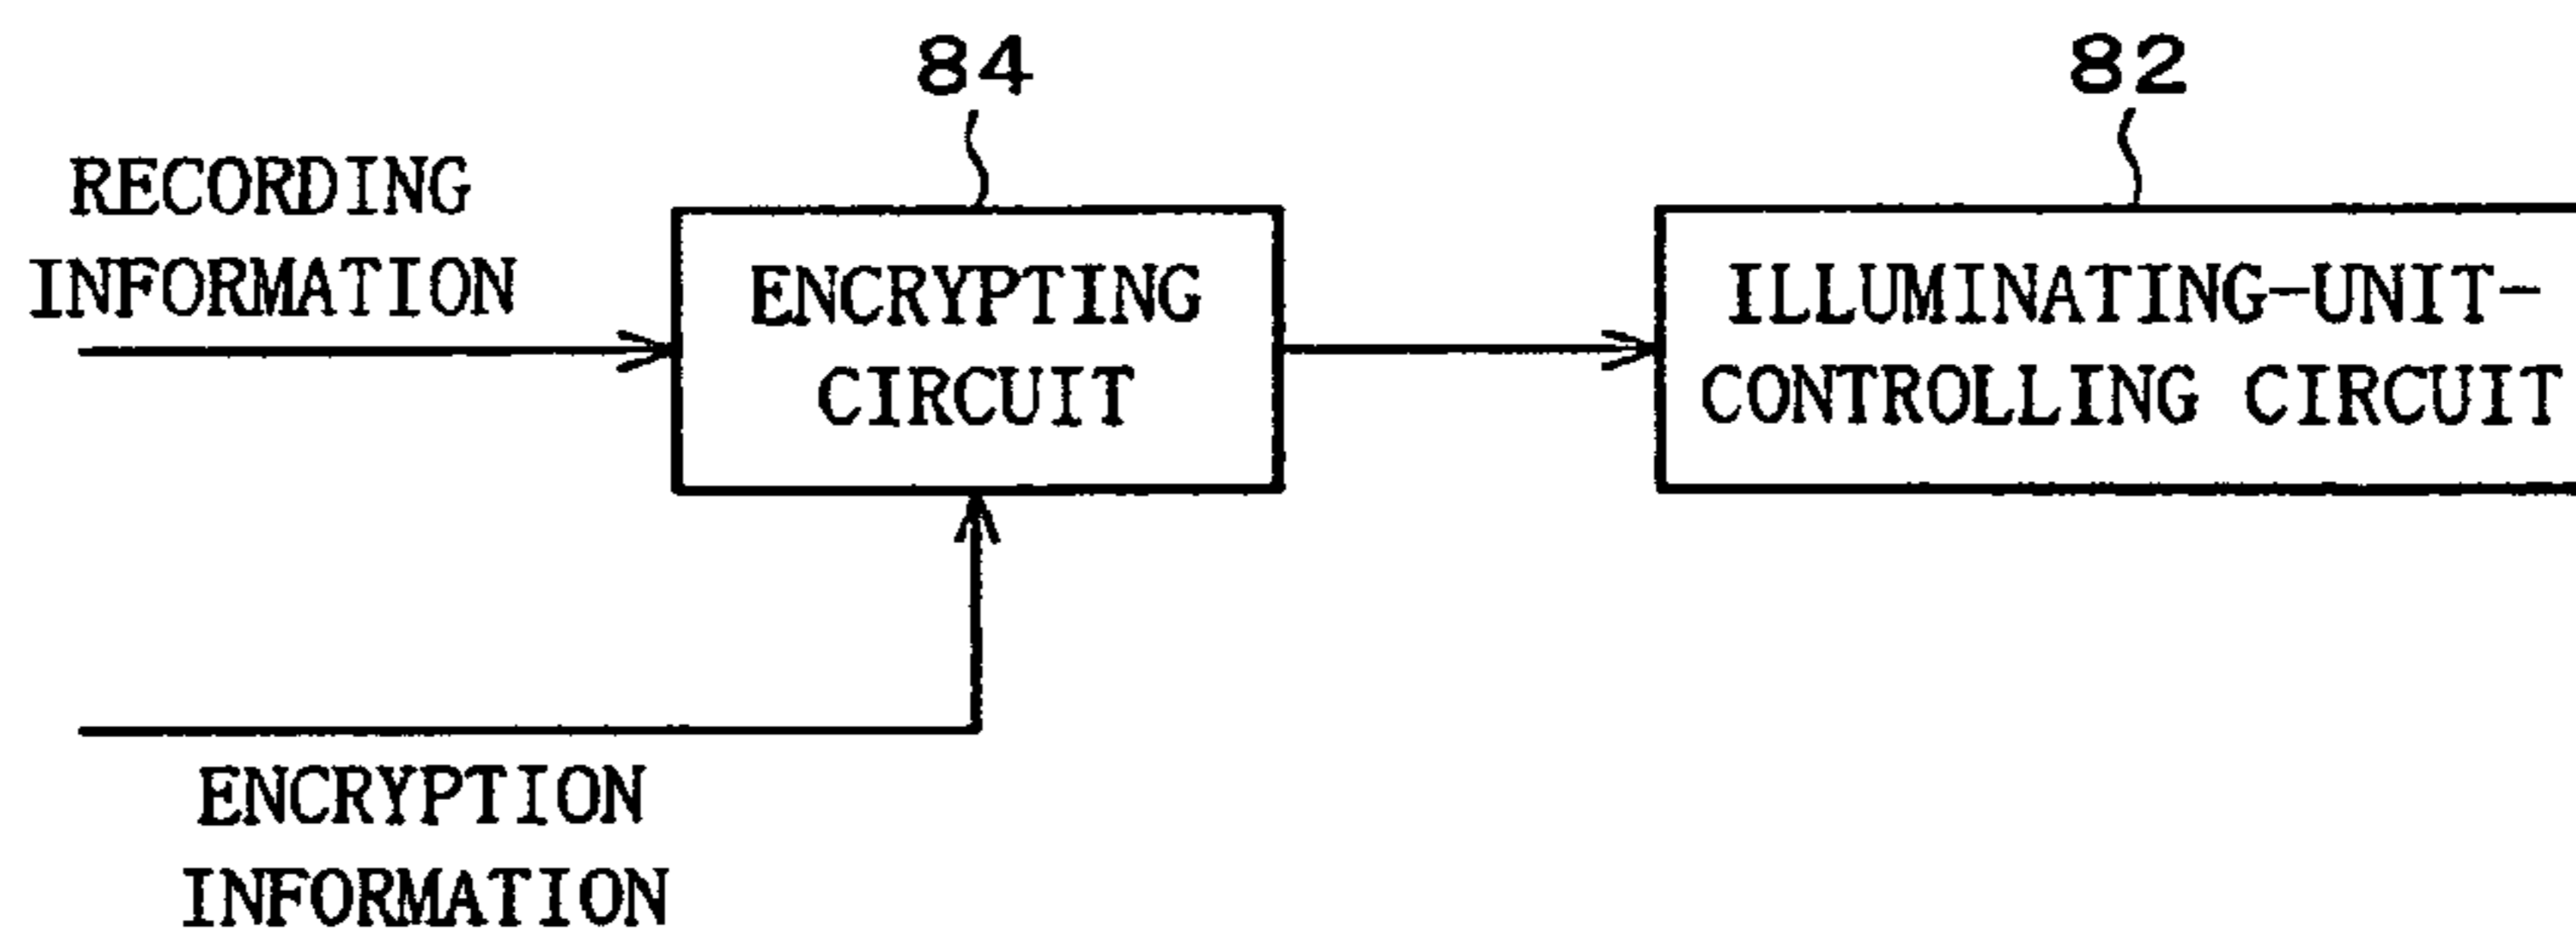 84
82
RECORDING
INFORMATION
ENCRYPTING
CIRCUIT
ILLUMINATING-UNIT-
CONTROLLING CIRCUIT
ENCRYPTION
INFORMATION